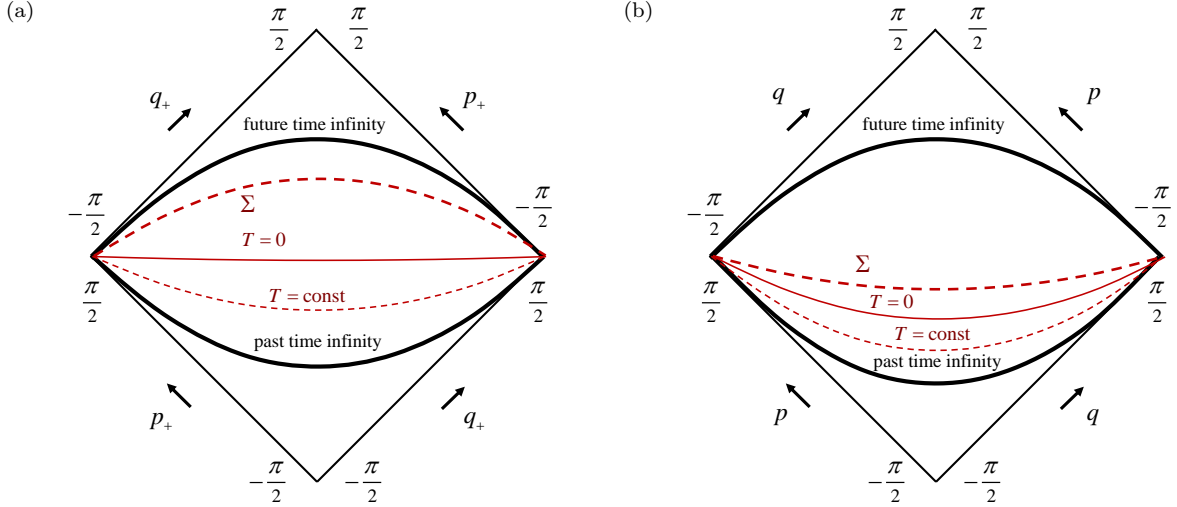 (a)
π/2 π/2
q₊
p₊
future time infinity
Σ
-π/2
-π/2
T = 0
T = const
π/2
π/2
past time infinity
p₊
q₊
-π/2 -π/2
(b)
π/2 π/2
q
p
future time infinity
-π/2
-π/2
Σ
T = 0
π/2
π/2
T = const
past time infinity
p
q
-π/2 -π/2